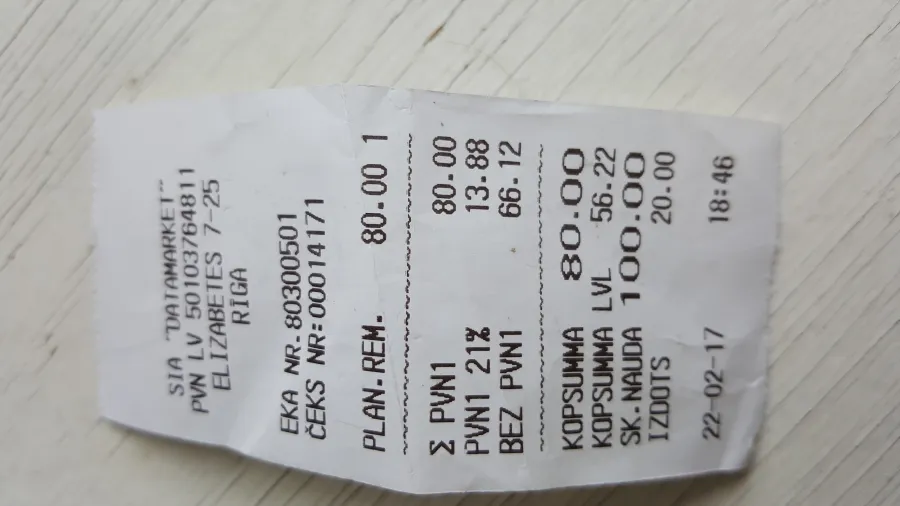 SIA "DATAMARKET"
PVN LV 50103764811
ELIZABETES 7-25
RĪGA
EKA NR.80300501
ČEKS NR:00014171
PLAN.REM. 80.00 1
Σ PVN1 80.00
PVN1 21% 13.88
BEZ PVN1 66.12
KOPSUMMA 80.00
KOPSUMMA LVL 56.22
SK.NAUDA 100.00
IZDOTS 20.00
22-02-17 18:46